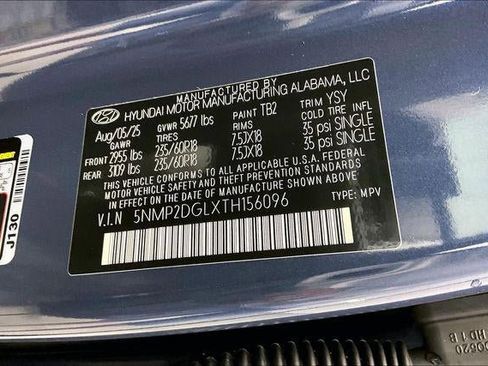 MANUFACTURED BY
HYUNDAI MOTOR MANUFACTURING ALABAMA, LLC
Aug/05/25 GVWR 5677 lbs PAINT TB2 TRIM YSY
GAWR TIRES RIMS COLD TIRE INFL
FRONT 2955 lbs 235/60R18 7.5JX18 35 psi SINGLE
REAR 3109 lbs 235/60R18 7.5JX18 35 psi SINGLE
THIS VEHICLE CONFORMS TO ALL APPLICABLE U.S.A. FEDERAL
MOTOR VEHICLE SAFETY, BUMPER, AND THEFT PREVENTION STANDARDS
IN EFFECT ON THE DATE OF MANUFACTURE SHOWN ABOVE.
V.I.N 5NMP2DGLXTH156096 TYPE: M.P.V
J130
HD 1 B